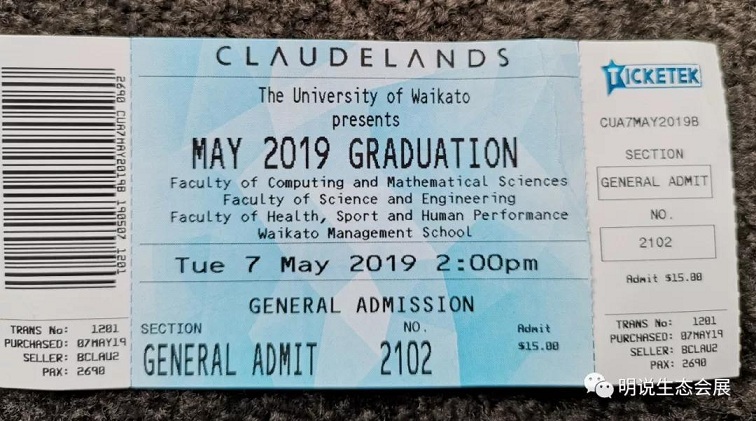 2690 CUA7MAY2019B 190507 1201
TRANS No: 1201
PURCHASED: 07MAY19
SELLER: BCLAU2
PAX: 2690
CLAUDELANDS
The University of Waikato
presents
MAY 2019 GRADUATION
Faculty of Computing and Mathematical Sciences
Faculty of Science and Engineering
Faculty of Health, Sport and Human Performance
Waikato Management School
Tue 7 May 2019 2:00pm
GENERAL ADMISSION
SECTION NO. Admit
GENERAL ADMIT 2102 $15.00
TICKETEK
CUA7MAY2019B
SECTION
GENERAL ADMIT
NO.
2102
Admit $15.00
TRANS No: 1201
PURCHASED: 07MAY19
SELLER: BCLAU2
PAX: 2690
明说生态会展